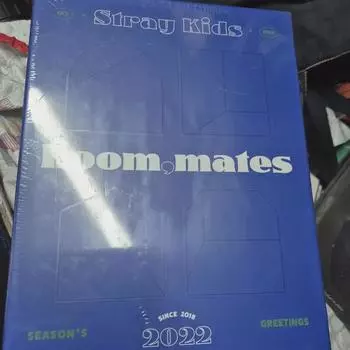 Stray Kids
Room,mates
SINCE 2018
SEASON'S
GREETINGS
2022